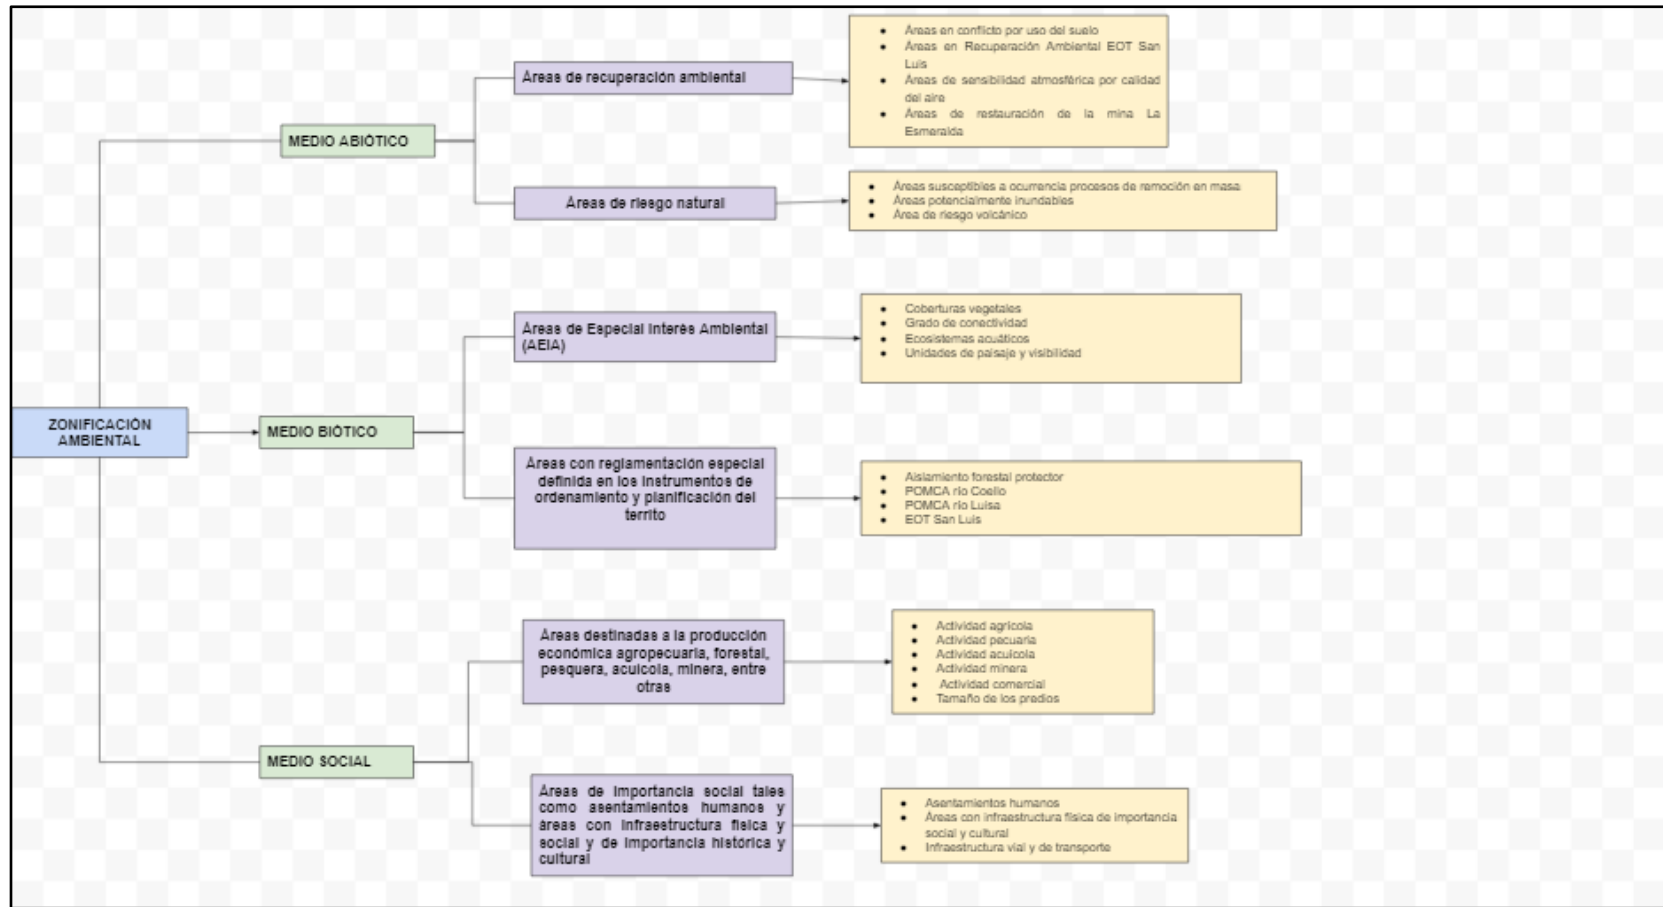 Áreas en conflicto por uso del suelo
Áreas en Recuperación Ambiental EOT San
Luis
Áreas de sensibilidad atmosférica por calidad
del aire
Áreas de restauración de la mina La
Esmeralda
Áreas de recuperación ambiental
MEDIO ABIÓTICO
Áreas de riesgo natural
Áreas susceptibles a ocurrencia procesos de remoción en masa
Áreas potencialmente inundables
Área de riesgo volcánico
Áreas de Especial Interés Ambiental
(AEIA)
Coberturas vegetales
Grado de conectividad
Ecosistemas acuáticos
Unidades de paisaje y visibilidad
ZONIFICACIÓN
AMBIENTAL
MEDIO BIÓTICO
Áreas con reglamentación especial
definida en los instrumentos de
ordenamiento y planificación del
territo
Aislamiento forestal protector
POMCA río Coello
POMCA río Luisa
EOT San Luis
Áreas destinadas a la producción
económica agropecuaria, forestal,
pesquera, acuícola, minera, entre
otras
Actividad agrícola
Actividad pecuaria
Actividad acuícola
Actividad minera
Actividad comercial
Tamaño de los predios
MEDIO SOCIAL
Áreas de importancia social tales
como asentamientos humanos y
áreas con infraestructura física y
social y de importancia histórica y
cultural
Asentamientos humanos
Áreas con infraestructura física de importancia
social y cultural
Infraestructura vial y de transporte